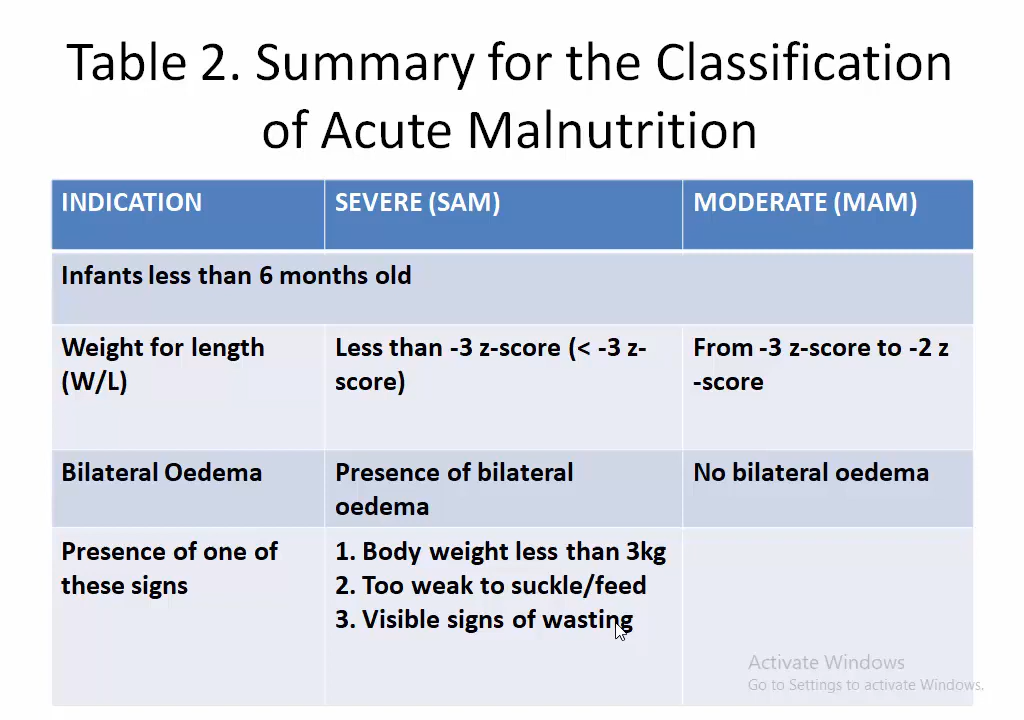 Table 2. Summary for the Classification
of Acute Malnutrition
INDICATION
SEVERE (SAM)
MODERATE (MAM)
Infants less than 6 months old
Weight for length
(W/L)
Less than -3 z-score (< -3 z-
score)
From -3 z-score to -2 z
-score
Bilateral Oedema
Presence of bilateral
oedema
No bilateral oedema
Presence of one of
these signs
1. Body weight less than 3kg
2. Too weak to suckle/feed
3. Visible signs of wasting
Activate Windows
Go to Settings to activate Windows.